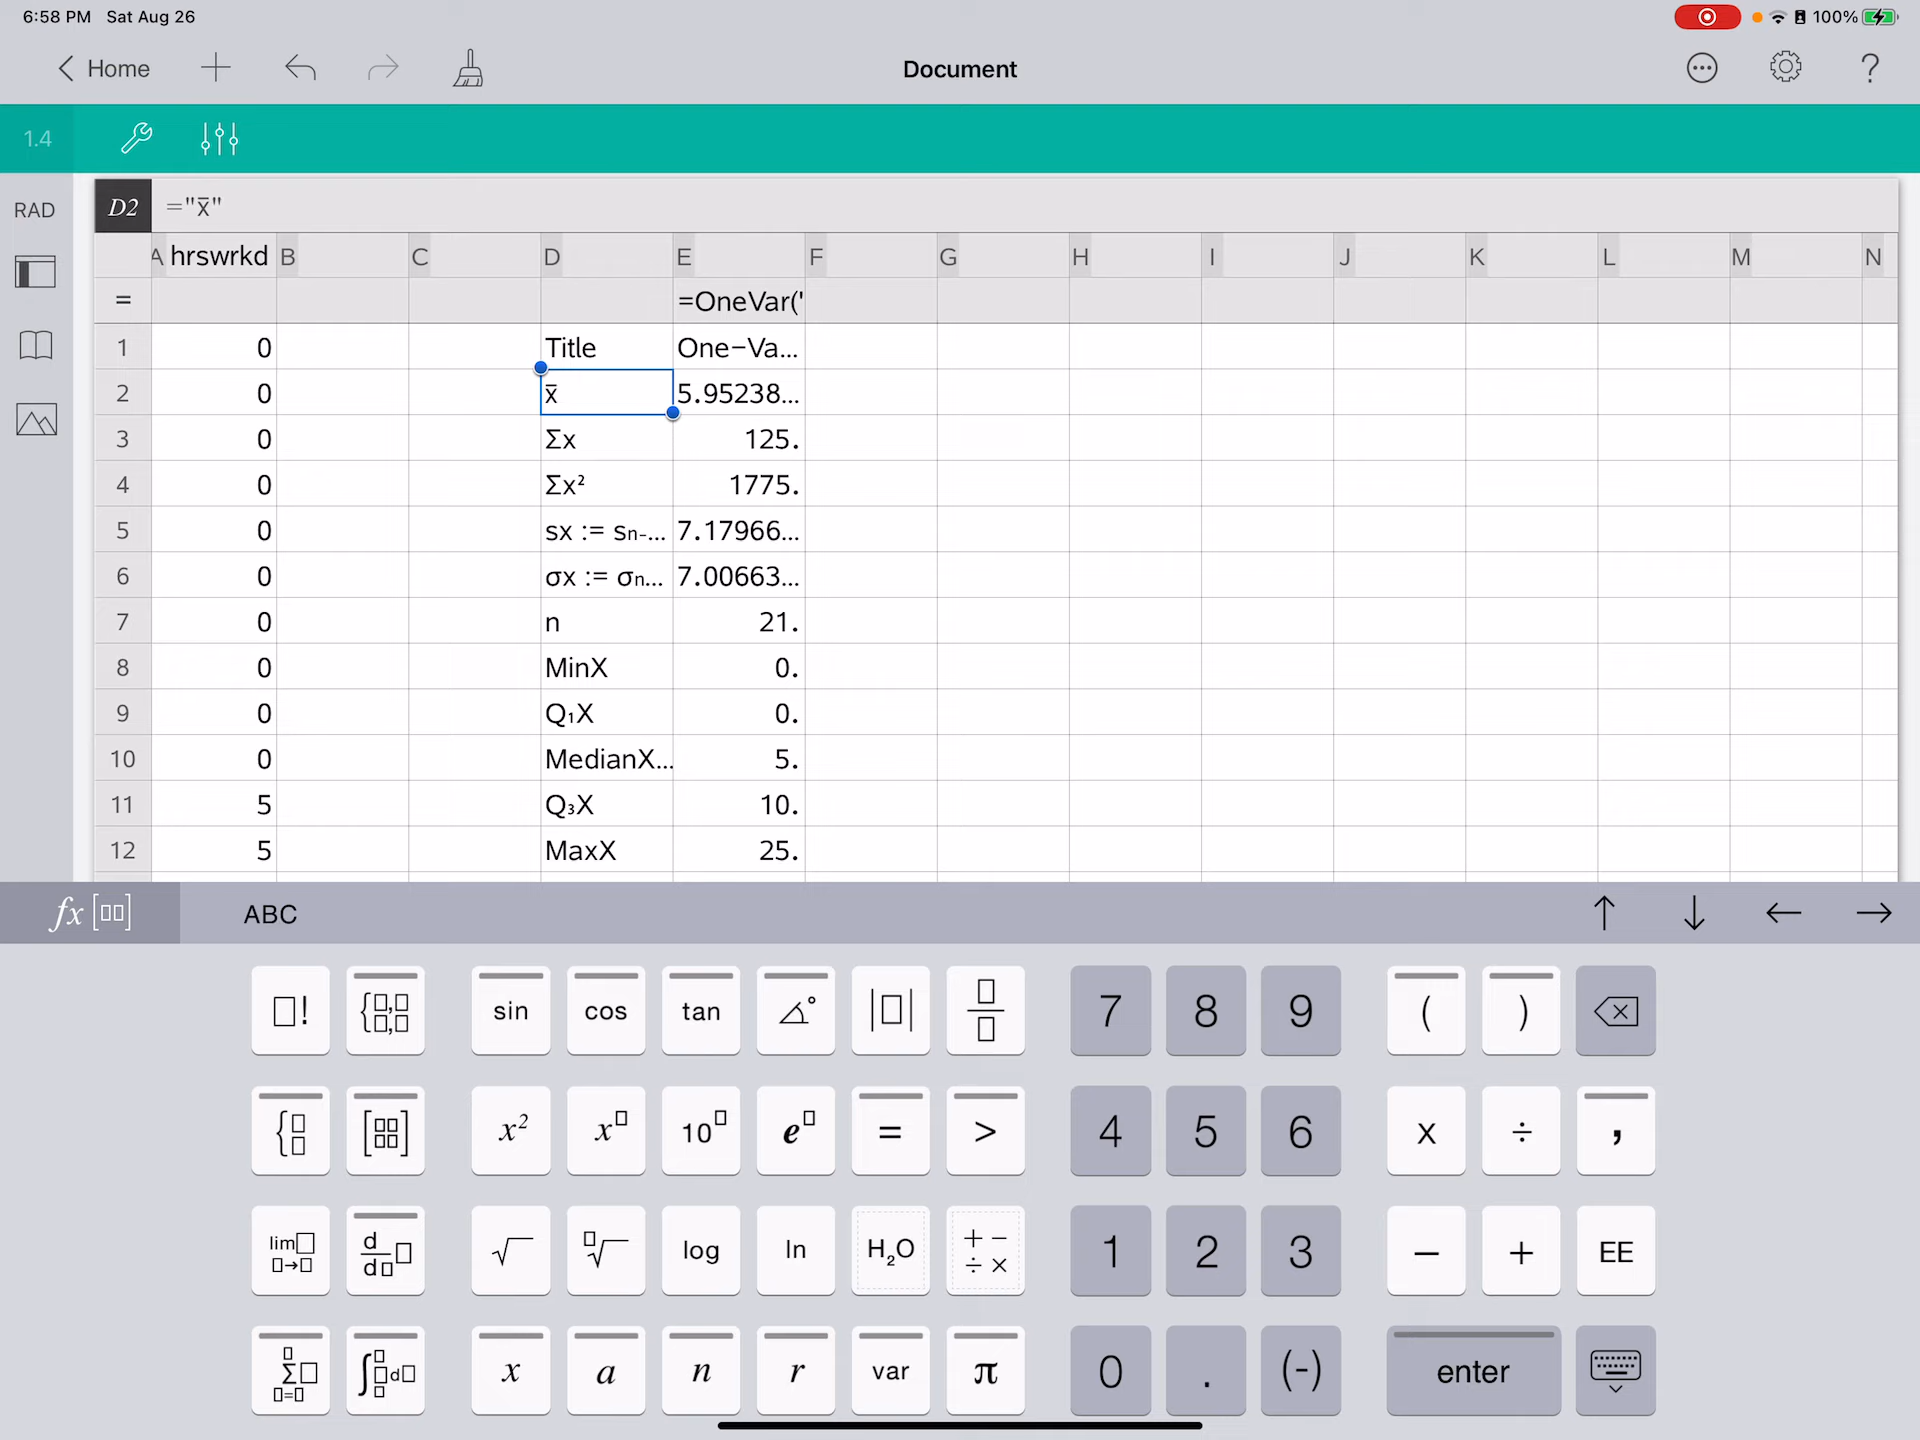 6:58 PM Sat Aug 26 100%
Home Document ?
1.4
RAD
D2 ="x̄"
A hrswrkd B C D E F G H I J K L M N
= =OneVar('
1 0 Title One–Va...
2 0 x̄ 5.95238...
3 0 Σx 125.
4 0 Σx² 1775.
5 0 sx := sₙ₋... 7.17966...
6 0 σx := σₙ... 7.00663...
7 0 n 21.
8 0 MinX 0.
9 0 Q₁X 0.
10 0 MedianX... 5.
11 5 Q₃X 10.
12 5 MaxX 25.
fx [▯▯] ABC ↑ ↓ ← →
▯! {▯;▯ ▯;▯ sin cos tan ∠° |▯| ▯/▯ 7 8 9 ( )
{▯ ▯ [▯▯ ▯▯] x² x▯ 10▯ e▯ = > 4 5 6 x ÷ ,
lim▯ ▯→▯ d/d▯ ▯ √ ▯√ log ln H₂O + − ÷ × 1 2 3 − + EE
▯ Σ▯ ▯=▯ ∫▯ ▯ ▯d▯ x a n r var π 0 . (-) enter